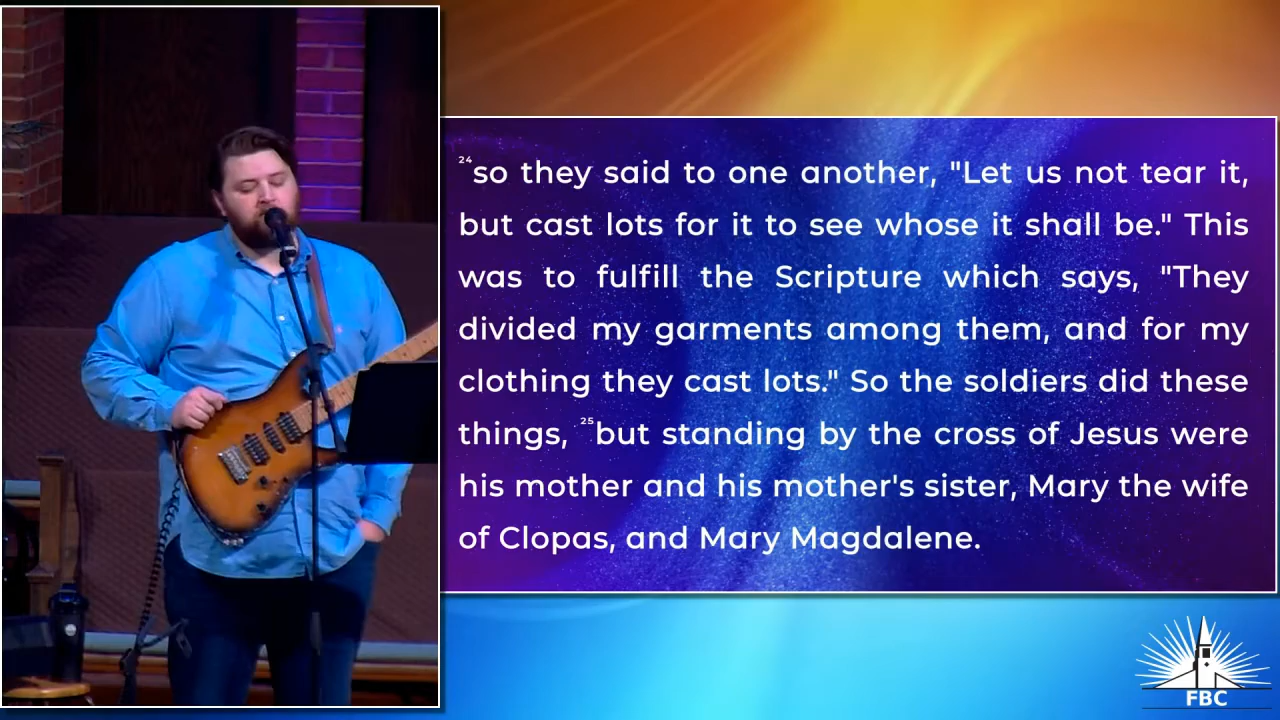 24so they said to one another, "Let us not tear it,
but cast lots for it to see whose it shall be." This
was to fulfill the Scripture which says, "They
divided my garments among them, and for my
clothing they cast lots." So the soldiers did these
things, 25but standing by the cross of Jesus were
his mother and his mother's sister, Mary the wife
of Clopas, and Mary Magdalene.
FBC